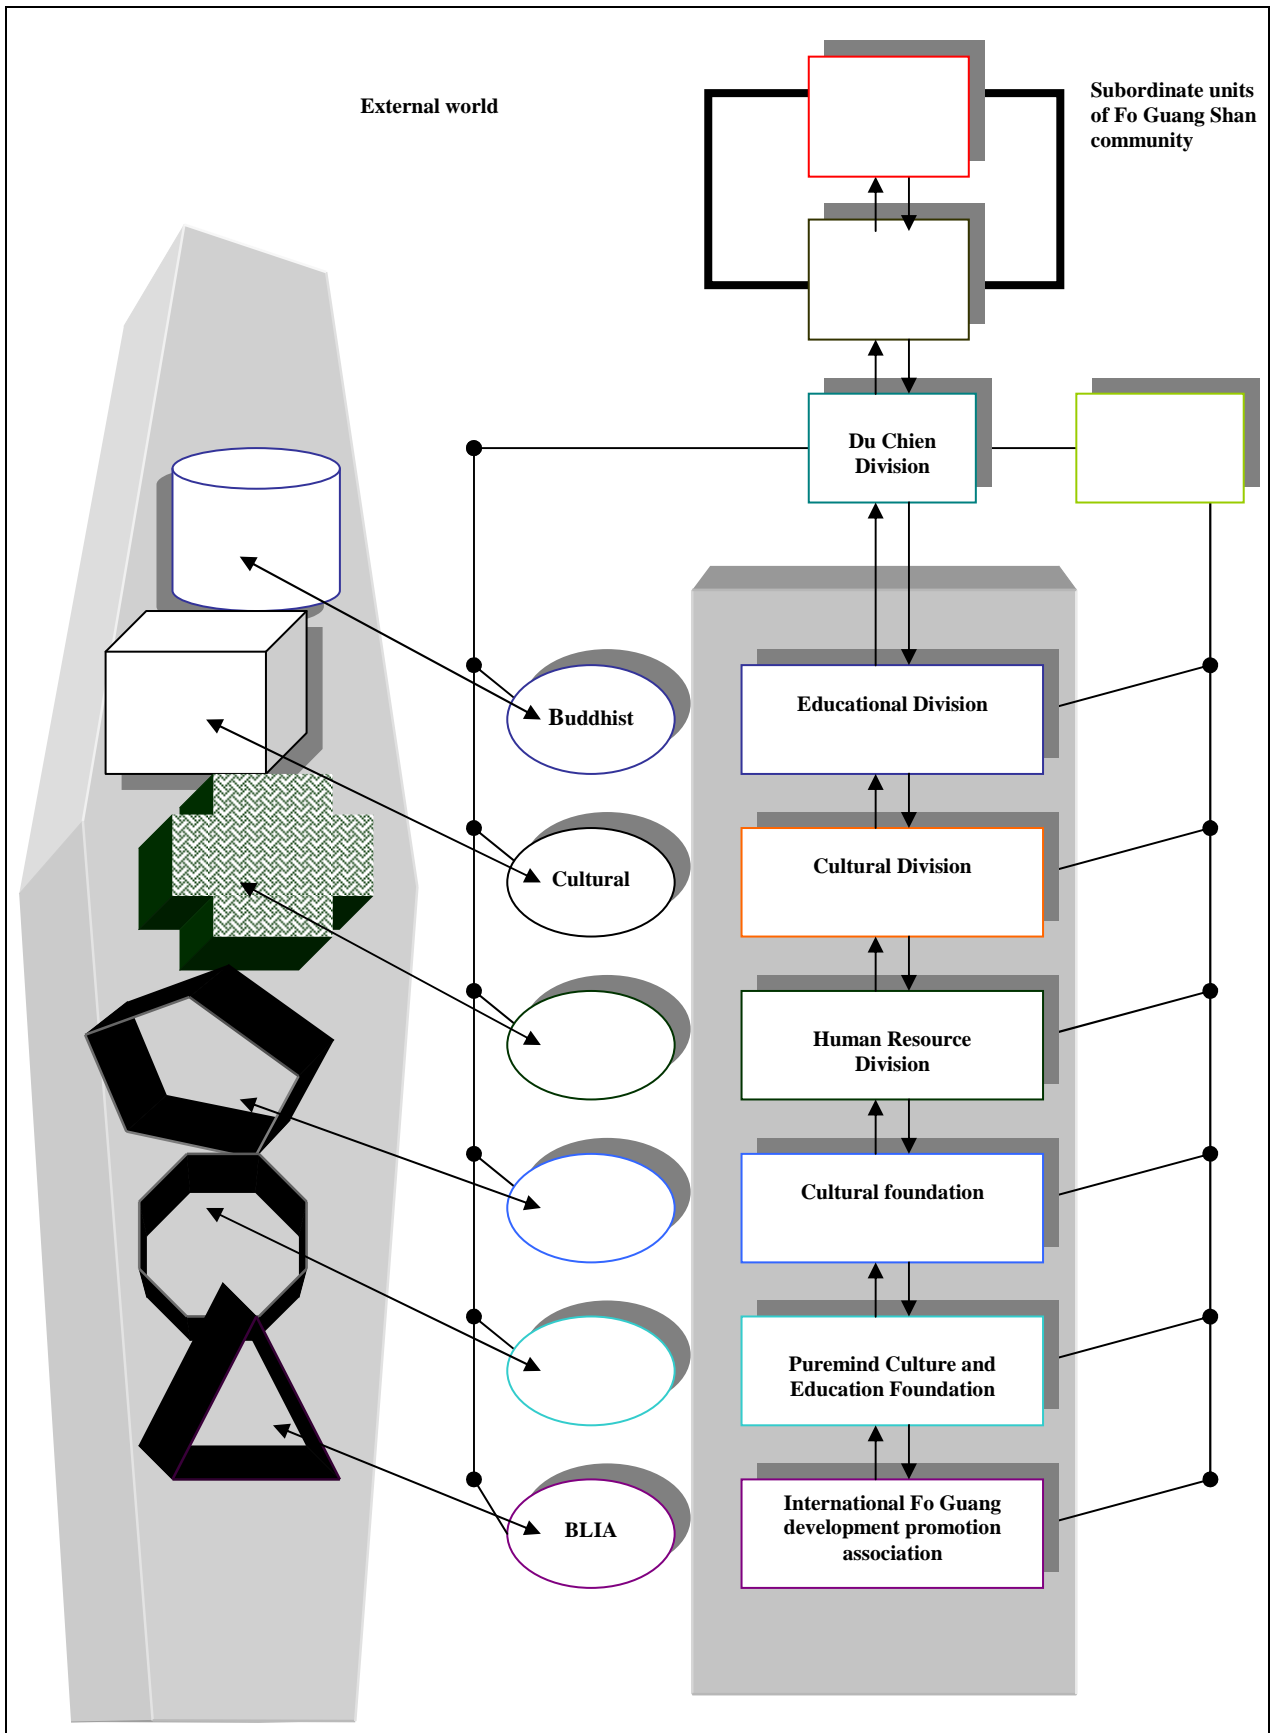 External world
Subordinate units
of Fo Guang Shan
community
Du Chien
Division
Buddhist
Educational Division
Cultural
Cultural Division
Human Resource
Division
Cultural foundation
Puremind Culture and
Education Foundation
BLIA
International Fo Guang
development promotion
association